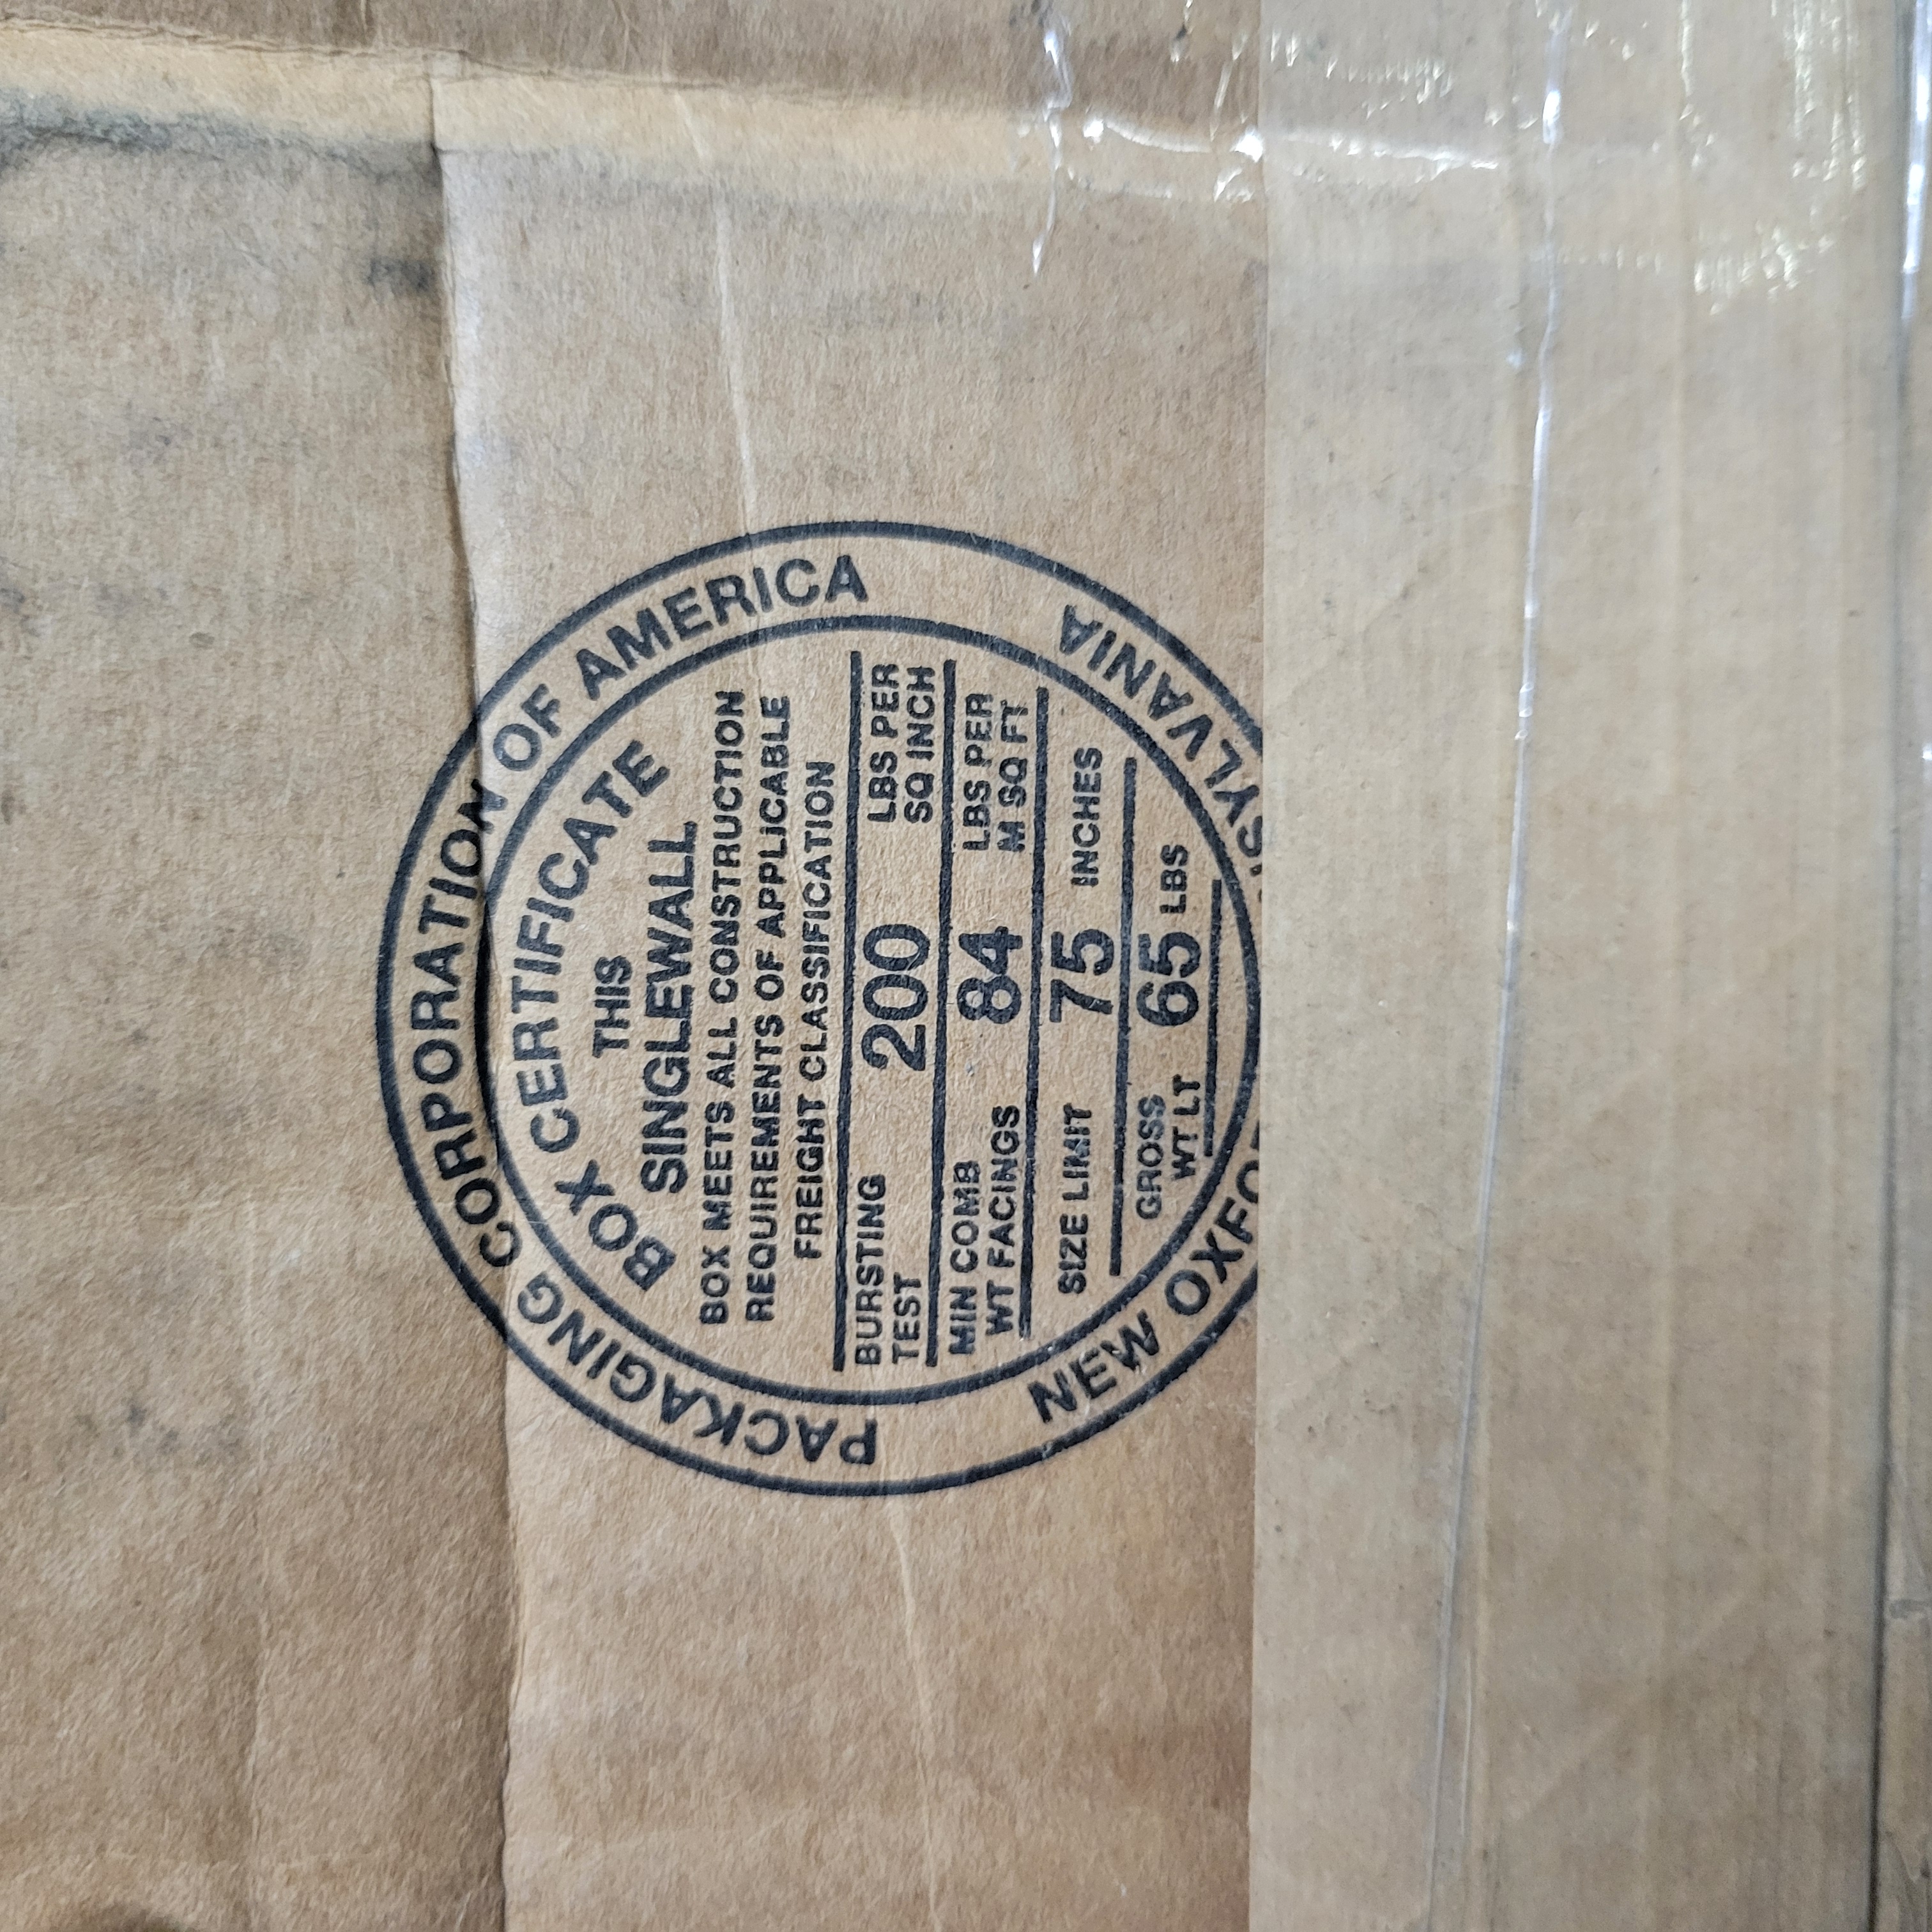 PACKAGING CORPORATION OF AMERICA
BOX CERTIFICATE
THIS
SINGLEWALL
BOX MEETS ALL CONSTRUCTION
REQUIREMENTS OF APPLICABLE
FREIGHT CLASSIFICATION
BURSTING TEST 200 LBS PER SQ INCH
MIN COMB WT FACINGS 84 LBS PER M SQ FT
SIZE LIMIT 75 INCHES
GROSS WT LT 65 LBS
NEW